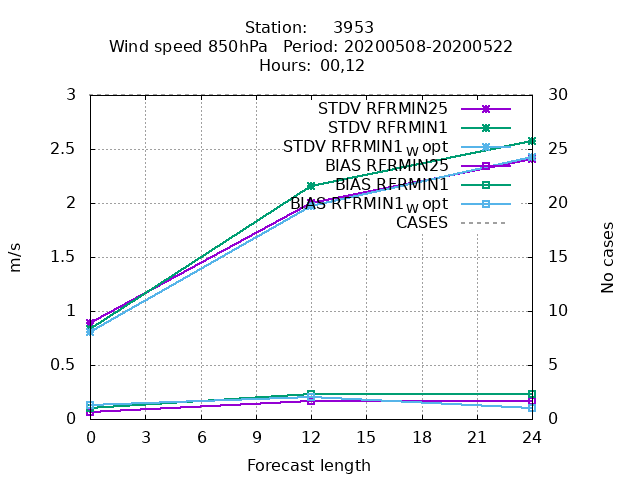 Station: 3953
Wind speed 850hPa Period: 20200508-20200522
Hours: 00,12
3
2.5
2
1.5
1
0.5
0
m/s
30
25
20
15
10
5
0
No cases
STDV RFRMIN25
STDV RFRMIN1
STDV RFRMIN1w opt
BIAS RFRMIN25
BIAS RFRMIN1
BIAS RFRMIN1w opt
CASES
0 3 6 9 12 15 18 21 24
Forecast length